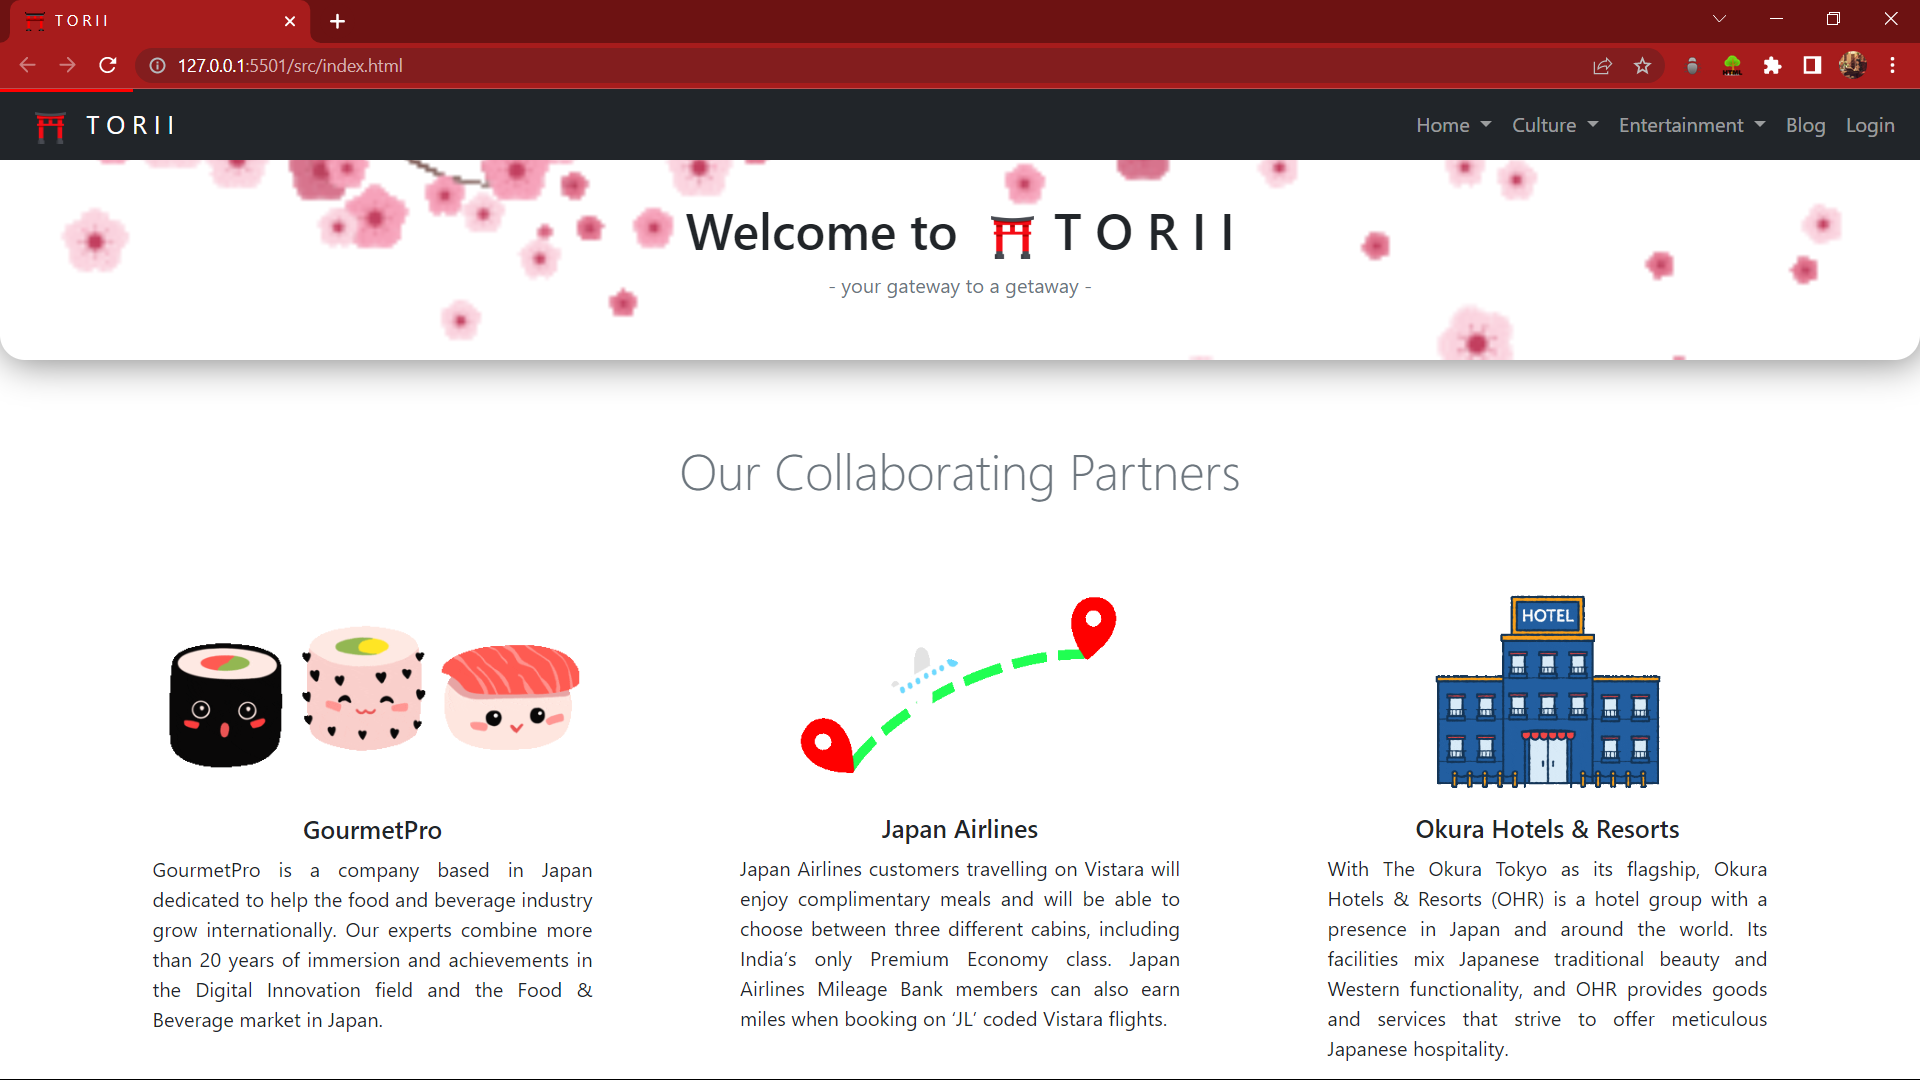 T O R I I
127.0.0.1:5501/src/index.html
T O R I I
Home Culture Entertainment Blog Login
Welcome to T O R I I
- your gateway to a getaway -
Our Collaborating Partners
HOTEL
GourmetPro
GourmetPro is a company based in Japan
dedicated to help the food and beverage industry
grow internationally. Our experts combine more
than 20 years of immersion and achievements in
the Digital Innovation field and the Food &
Beverage market in Japan.
Japan Airlines
Japan Airlines customers travelling on Vistara will
enjoy complimentary meals and will be able to
choose between three different cabins, including
India’s only Premium Economy class. Japan
Airlines Mileage Bank members can also earn
miles when booking on ‘JL’ coded Vistara flights.
Okura Hotels & Resorts
With The Okura Tokyo as its flagship, Okura
Hotels & Resorts (OHR) is a hotel group with a
presence in Japan and around the world. Its
facilities mix Japanese traditional beauty and
Western functionality, and OHR provides goods
and services that strive to offer meticulous
Japanese hospitality.